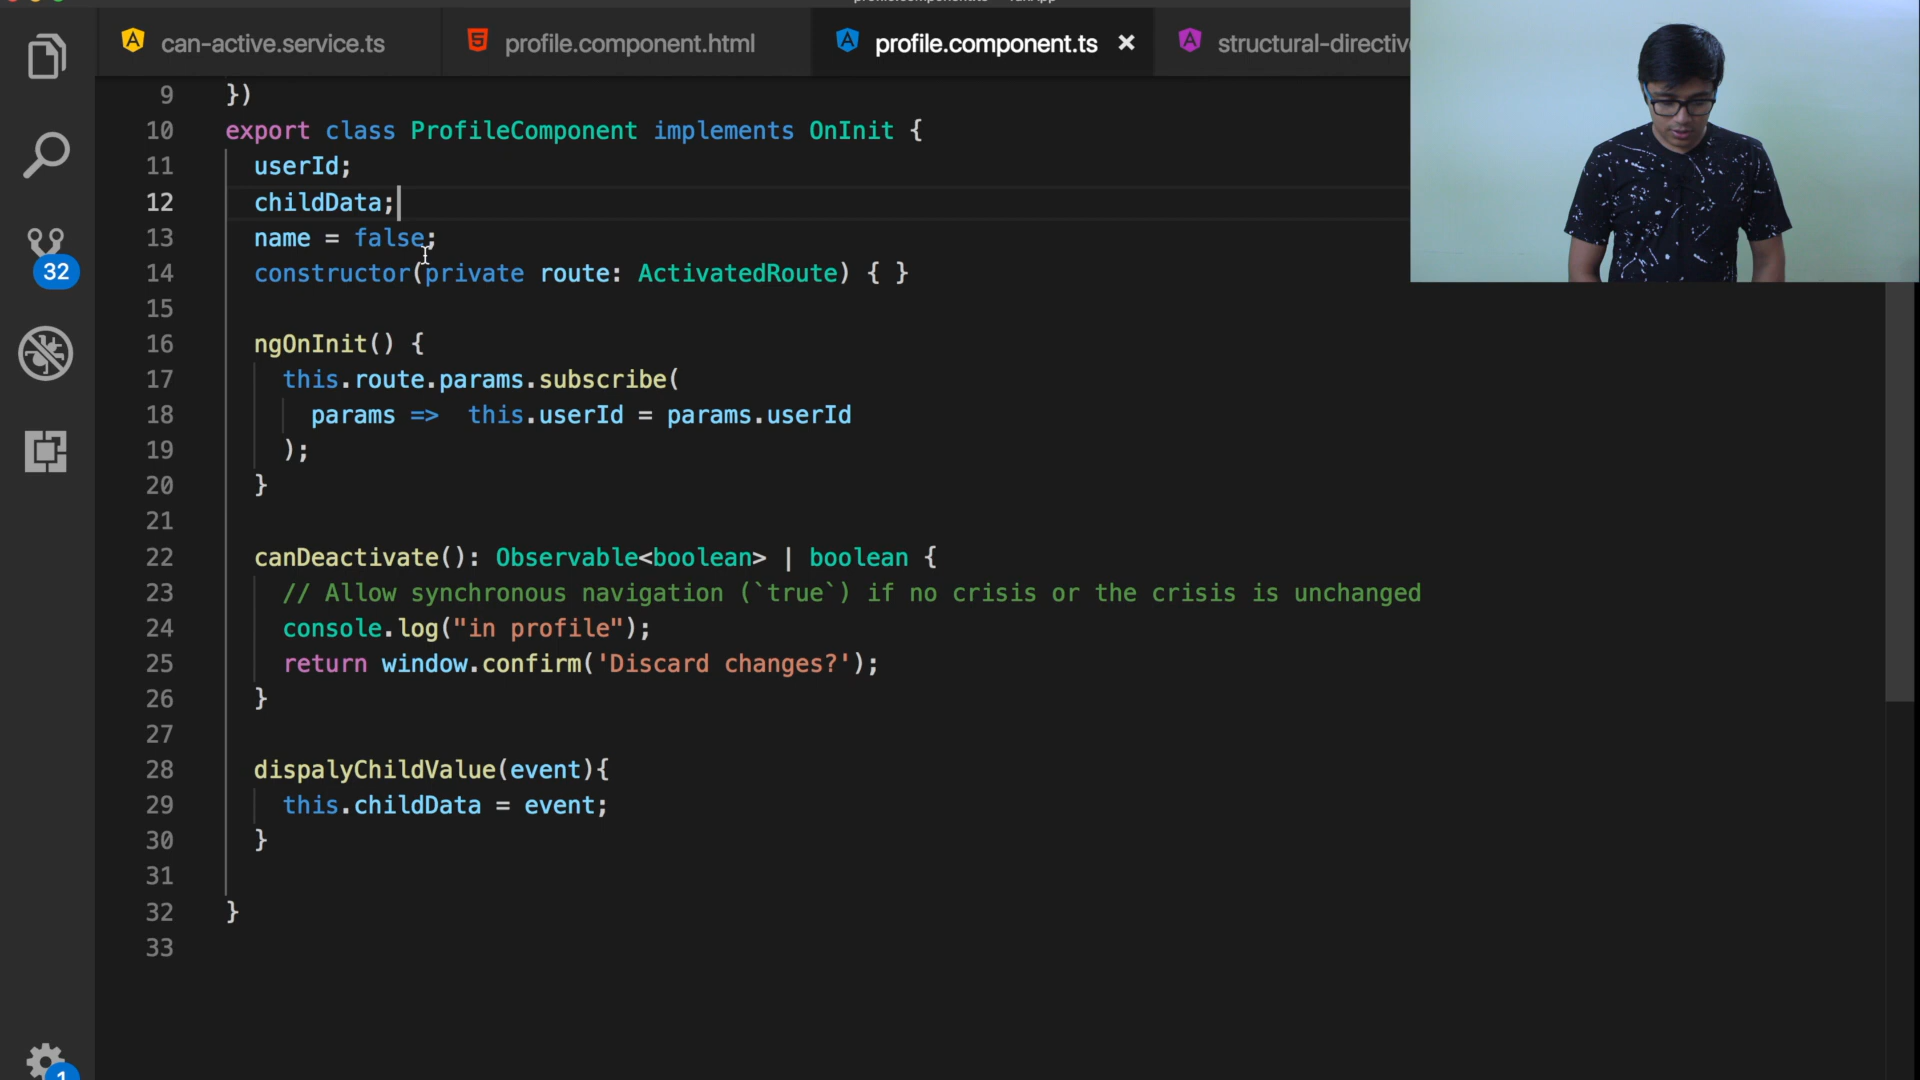 can-active.service.ts
profile.component.html
profile.component.ts
9 })
10 export class ProfileComponent implements OnInit {
11 userId;
12 childData;
13 name = false;
14 constructor(private route: ActivatedRoute) { }
15
16 ngOnInit() {
17 this.route.params.subscribe(
18 params => this.userId = params.userId
19 );
20 }
21
22 canDeactivate(): Observable<boolean> | boolean {
23 // Allow synchronous navigation (`true`) if no crisis or the crisis is unchanged
24 console.log("in profile");
25 return window.confirm('Discard changes?');
26 }
27
28 dispalyChildValue(event){
29 this.childData = event;
30 }
31
32 }
33
32
1